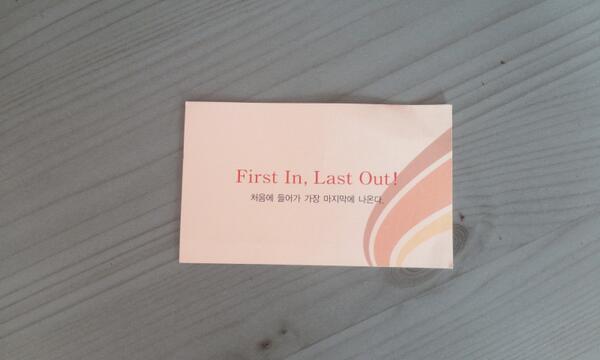 First In, Last Out!
처음에 들어가 가장 마지막에 나온다.